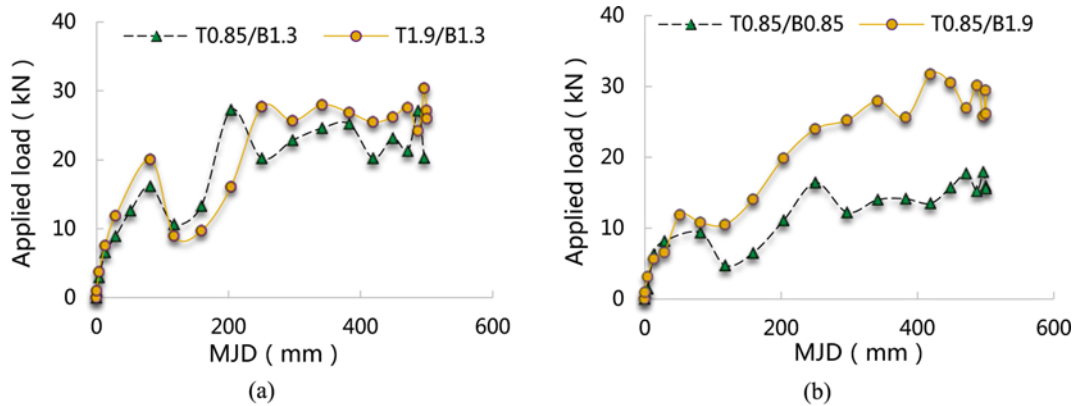 T0.85/B1.3 T1.9/B1.3
Applied load ( kN )
40
30
20
10
0
0 200 400 600
MJD ( mm )
(a)
T0.85/B0.85 T0.85/B1.9
Applied load ( kN )
40
30
20
10
0
0 200 400 600
MJD ( mm )
(b)